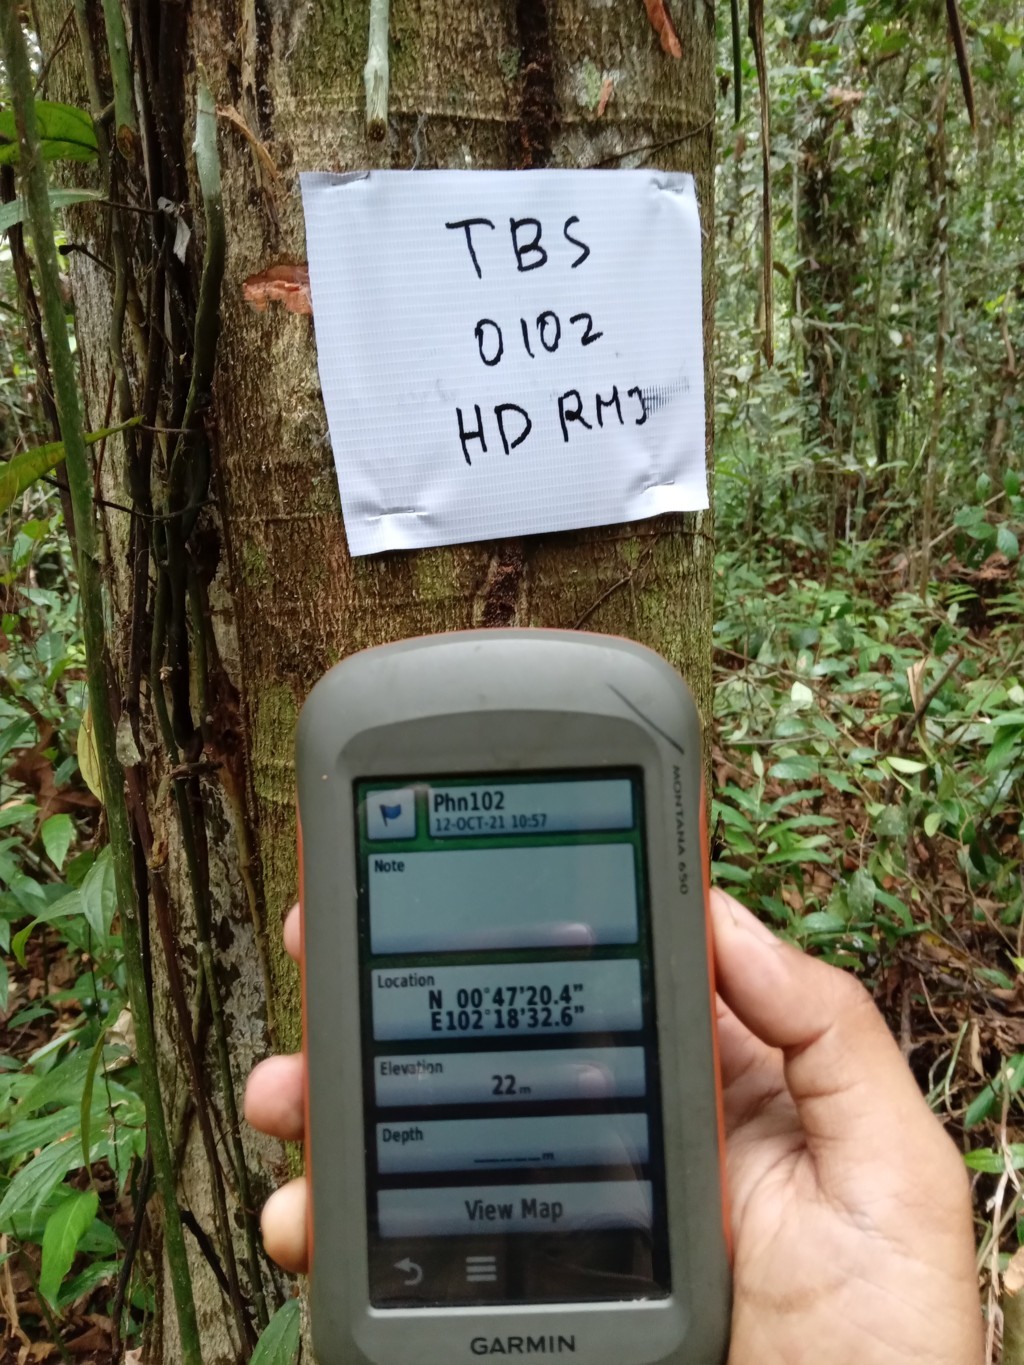 TBS
0102
HD RMJ
MONTANA 650
Phn102
12-OCT-21 10:57
Note
Location
N 00°47'20.4"
E102°18'32.6"
Elevation
22 m
Depth
_____m
View Map
GARMIN